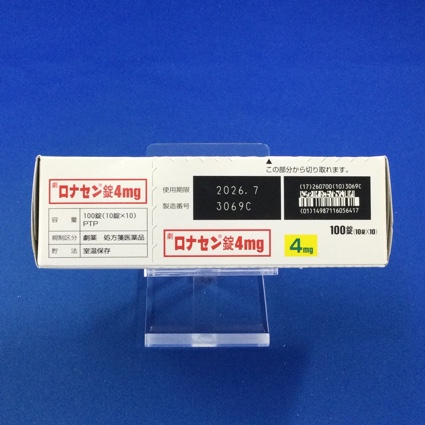 この部分から切り取れます。
劇 ロナセン®錠4mg
容量 100錠(10錠×10) PTP
規制区分 劇薬 処方箋医薬品
貯法 室温保存
使用期限 2026.7
製造番号 3069C
(17)260700(10)3069C
(01)14987116056417
劇 ロナセン®錠4mg
4mg
100錠(10錠×10)